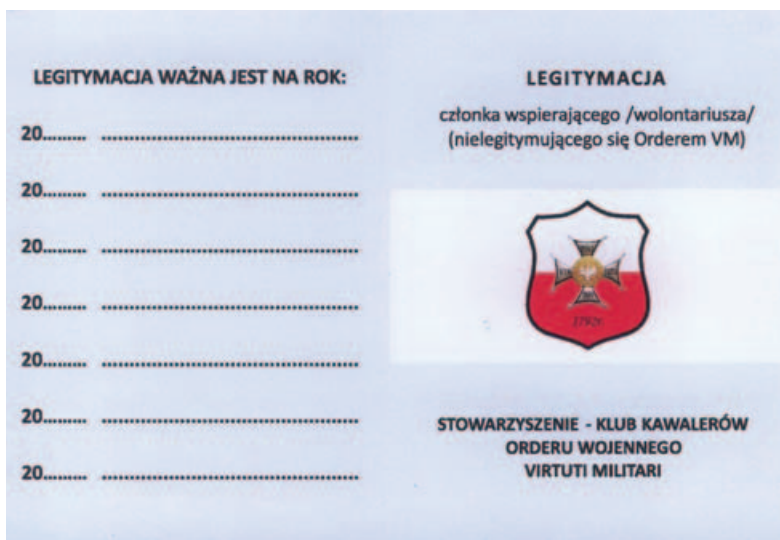 LEGITYMACJA WAŻNA JEST NA ROK:
20......... ..............................................
20......... ..............................................
20......... ..............................................
20......... ..............................................
20......... ..............................................
20......... ..............................................
20......... ..............................................
LEGITYMACJA
członka wspierającego /wolontariusza/
(nielegitymującego się Orderem VM)
1792r.
STOWARZYSZENIE - KLUB KAWALERÓW
ORDERU WOJENNEGO
VIRTUTI MILITARI